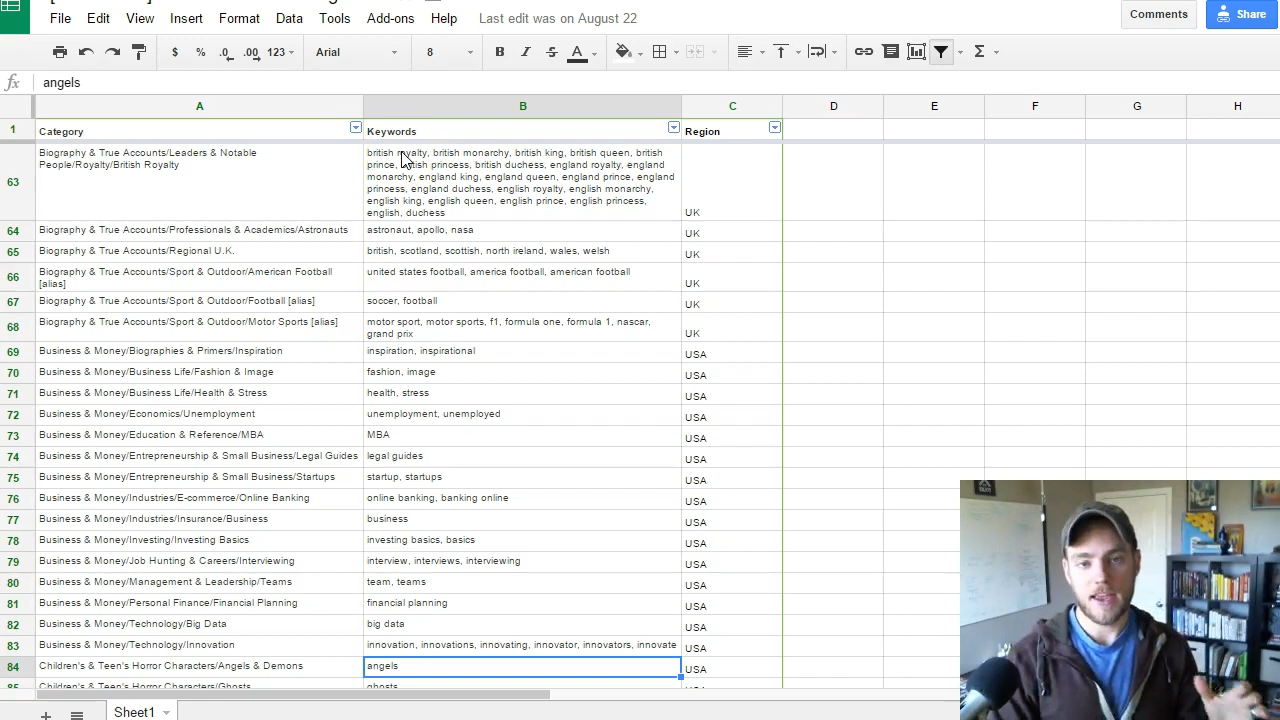 File Edit View Insert Format Data Tools Add-ons Help Last edit was on August 22
Comments Share
$ % .0 .00 123 Arial 8 B I S A Σ
fx angels
A B C D E F G H
1 Category Keywords Region
63 Biography & True Accounts/Leaders & Notable
People/Royalty/British Royalty
british royalty, british monarchy, british king, british queen, british
prince, british princess, british duchess, england royalty, england
monarchy, england king, england queen, england prince, england
princess, england duchess, english royalty, english monarchy,
english king, english queen, english prince, english princess,
english, duchess
UK
64 Biography & True Accounts/Professionals & Academics/Astronauts astronaut, apollo, nasa UK
65 Biography & True Accounts/Regional U.K. british, scotland, scottish, north ireland, wales, welsh UK
66 Biography & True Accounts/Sport & Outdoor/American Football
[alias]
united states football, america football, american football UK
67 Biography & True Accounts/Sport & Outdoor/Football [alias] soccer, football UK
68 Biography & True Accounts/Sport & Outdoor/Motor Sports [alias] motor sport, motor sports, f1, formula one, formula 1, nascar,
grand prix UK
69 Business & Money/Biographies & Primers/Inspiration inspiration, inspirational USA
70 Business & Money/Business Life/Fashion & Image fashion, image USA
71 Business & Money/Business Life/Health & Stress health, stress USA
72 Business & Money/Economics/Unemployment unemployment, unemployed USA
73 Business & Money/Education & Reference/MBA MBA USA
74 Business & Money/Entrepreneurship & Small Business/Legal Guides legal guides USA
75 Business & Money/Entrepreneurship & Small Business/Startups startup, startups USA
76 Business & Money/Industries/E-commerce/Online Banking online banking, banking online USA
77 Business & Money/Industries/Insurance/Business business USA
78 Business & Money/Investing/Investing Basics investing basics, basics USA
79 Business & Money/Job Hunting & Careers/Interviewing interview, interviews, interviewing USA
80 Business & Money/Management & Leadership/Teams team, teams USA
81 Business & Money/Personal Finance/Financial Planning financial planning USA
82 Business & Money/Technology/Big Data big data USA
83 Business & Money/Technology/Innovation innovation, innovations, innovating, innovator, innovators, innovate USA
84 Children's & Teen's Horror Characters/Angels & Demons angels USA
85 Children's & Teen's Horror Characters/Ghosts ghosts
Sheet1